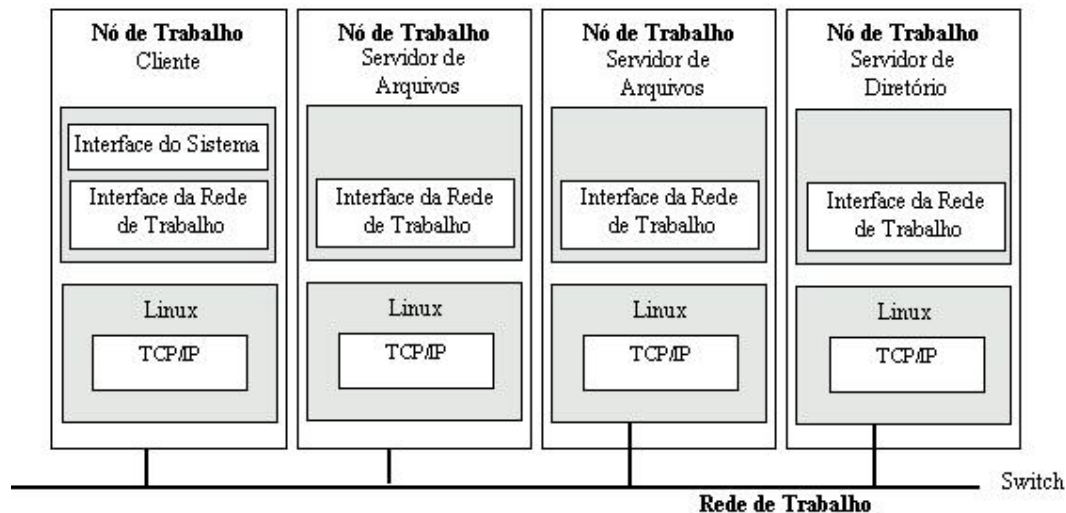 Nó de Trabalho
Cliente
Interface do Sistema
Interface da Rede
de Trabalho
Linux
TCP/IP
Nó de Trabalho
Servidor de
Arquivos
Interface da Rede
de Trabalho
Linux
TCP/IP
Nó de Trabalho
Servidor de
Arquivos
Interface da Rede
de Trabalho
Linux
TCP/IP
Nó de Trabalho
Servidor de
Diretório
Interface da Rede
de Trabalho
Linux
TCP/IP
Switch
Rede de Trabalho